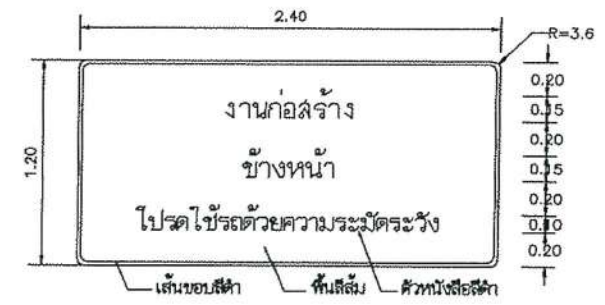 2.40
R=3.6
1.20
งานก่อสร้าง
ข้างหน้า
โปรดใช้รถด้วยความระมัดระวัง
0.20
0.15
0.20
0.15
0.20
0.10
0.20
เส้นขอบสีดำ
พื้นสีส้ม
ตัวหนังสือสีดำ